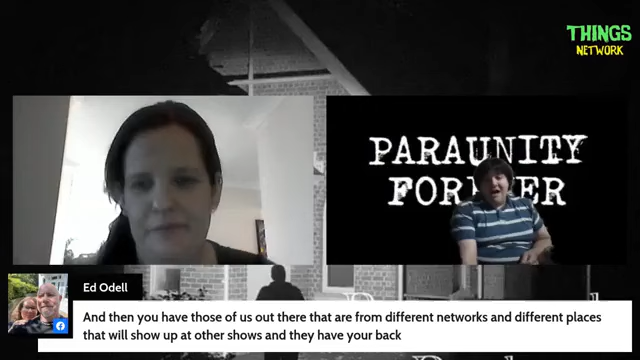 THINGS
NETWORK
PARAUNITY
Ed Odell
And then you have those of us out there that are from different networks and different places
that will show up at other shows and they have your back